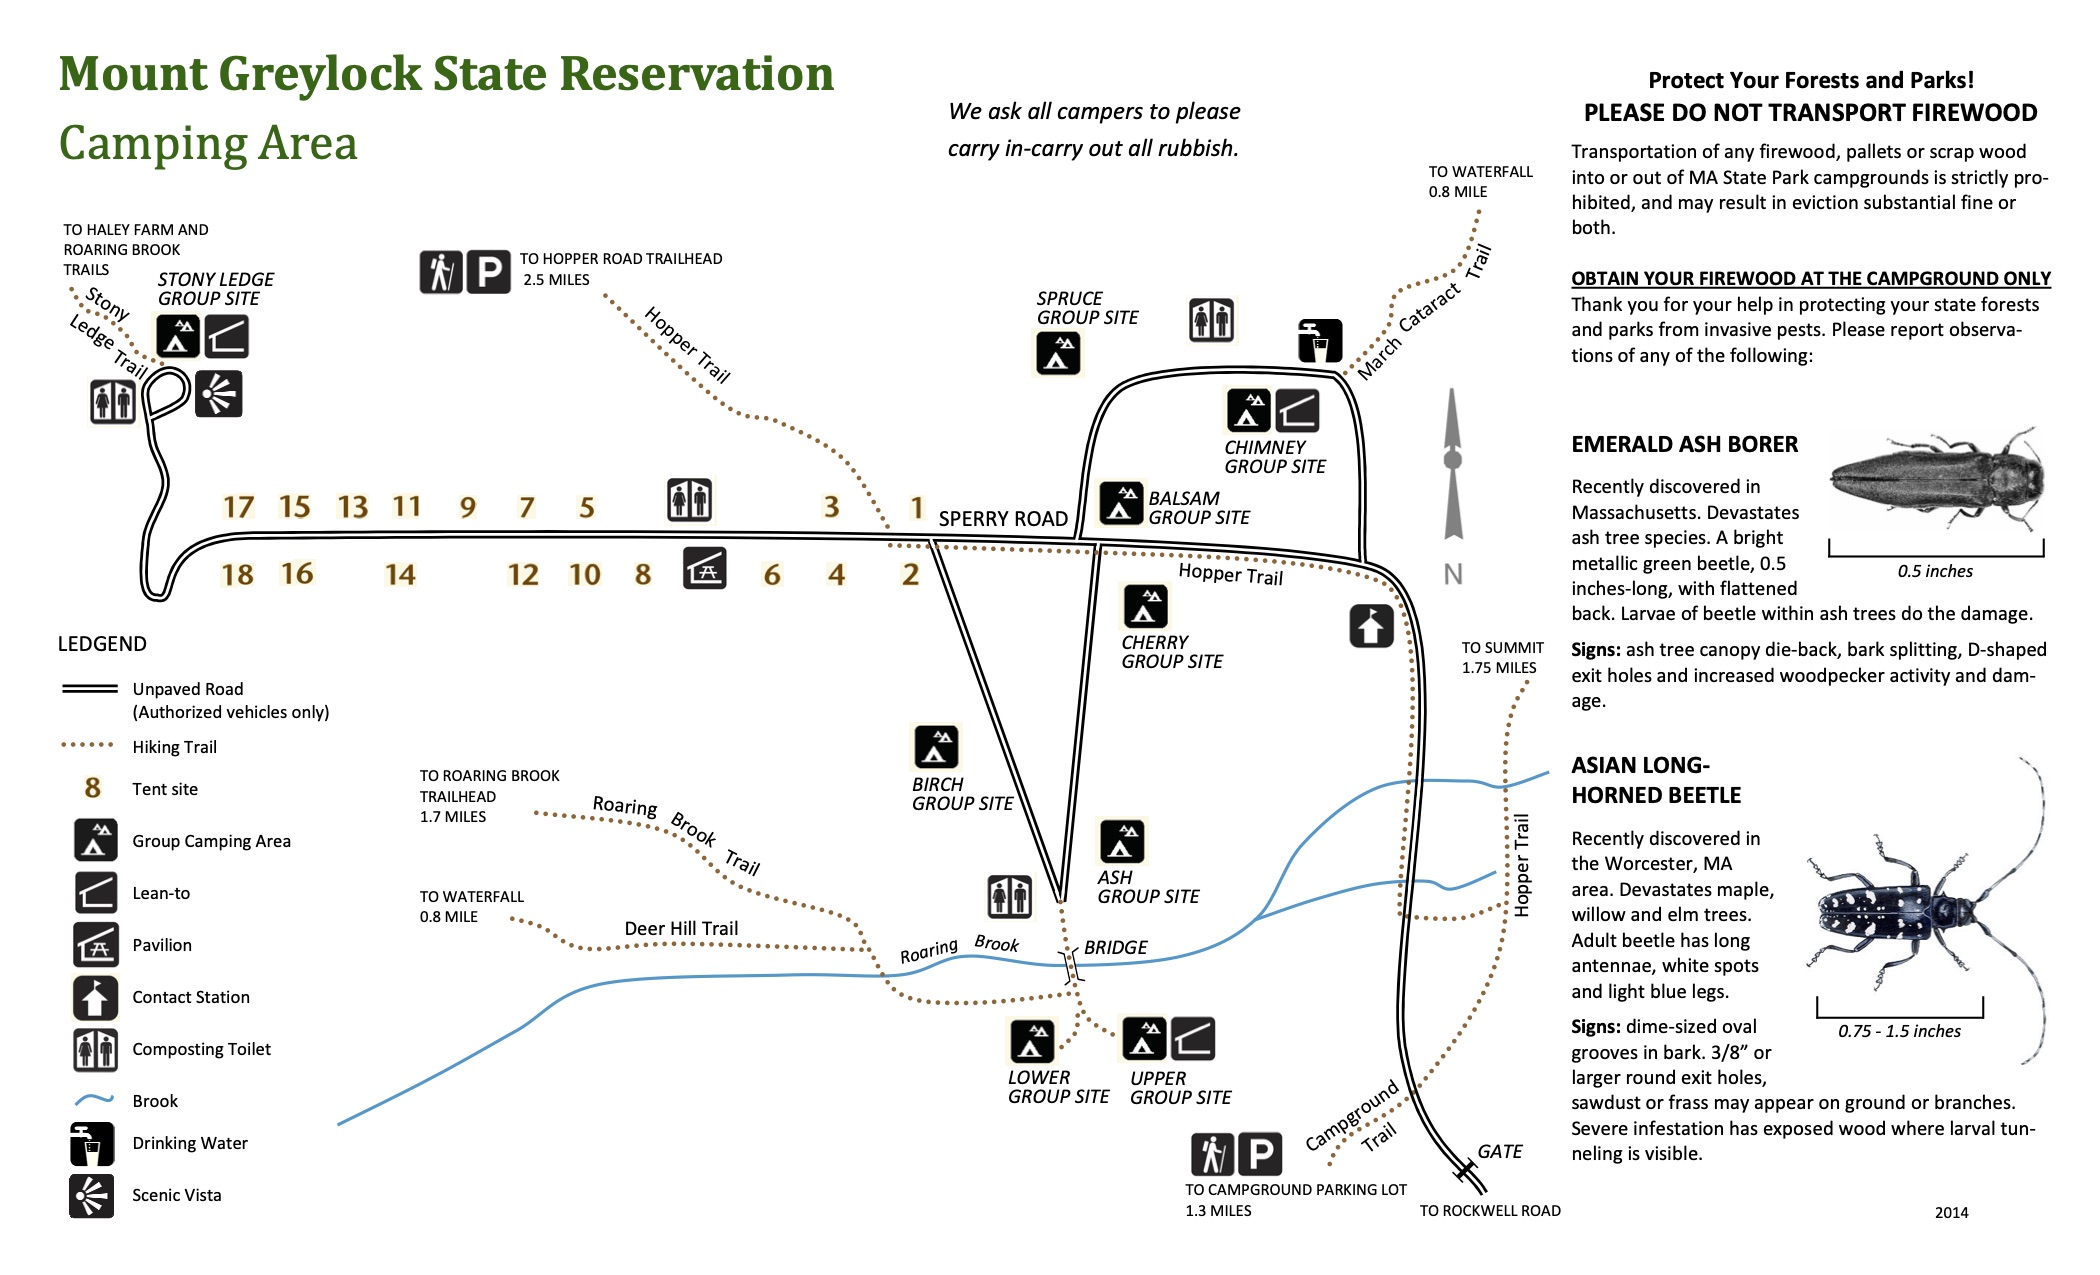 Mount Greylock State Reservation
Camping Area
We ask all campers to please
carry in-carry out all rubbish.
TO WATERFALL
0.8 MILE
March Cataract Trail
TO HALEY FARM AND
ROARING BROOK
TRAILS
Stony
Ledge Trail
STONY LEDGE
GROUP SITE
P
TO HOPPER ROAD TRAILHEAD
2.5 MILES
Hopper Trail
SPRUCE
GROUP SITE
CHIMNEY
GROUP SITE
BALSAM
GROUP SITE
17 15 13 11 9 7 5 3 1
SPERRY ROAD
18 16 14 12 10 8 6 4 2
Hopper Trail
N
CHERRY
GROUP SITE
TO SUMMIT
1.75 MILES
Hopper Trail
BIRCH
GROUP SITE
ASH
GROUP SITE
TO ROARING BROOK
TRAILHEAD
1.7 MILES
Roaring Brook Trail
TO WATERFALL
0.8 MILE
Deer Hill Trail
Roaring Brook
BRIDGE
LOWER
GROUP SITE
UPPER
GROUP SITE
Campground
Trail
P
TO CAMPGROUND PARKING LOT
1.3 MILES
GATE
TO ROCKWELL ROAD
LEDGEND
Unpaved Road
(Authorized vehicles only)
Hiking Trail
8 Tent site
Group Camping Area
Lean-to
Pavilion
Contact Station
Composting Toilet
Brook
Drinking Water
Scenic Vista
Protect Your Forests and Parks!
PLEASE DO NOT TRANSPORT FIREWOOD
Transportation of any firewood, pallets or scrap wood
into or out of MA State Park campgrounds is strictly pro-
hibited, and may result in eviction substantial fine or
both.
OBTAIN YOUR FIREWOOD AT THE CAMPGROUND ONLY
Thank you for your help in protecting your state forests
and parks from invasive pests. Please report observa-
tions of any of the following:
EMERALD ASH BORER
Recently discovered in
Massachusetts. Devastates
ash tree species. A bright
metallic green beetle, 0.5
inches-long, with flattened
back. Larvae of beetle within ash trees do the damage.
0.5 inches
Signs: ash tree canopy die-back, bark splitting, D-shaped
exit holes and increased woodpecker activity and dam-
age.
ASIAN LONG-
HORNED BEETLE
Recently discovered in
the Worcester, MA
area. Devastates maple,
willow and elm trees.
Adult beetle has long
antennae, white spots
and light blue legs.
0.75 - 1.5 inches
Signs: dime-sized oval
grooves in bark. 3/8” or
larger round exit holes,
sawdust or frass may appear on ground or branches.
Severe infestation has exposed wood where larval tun-
neling is visible.
2014